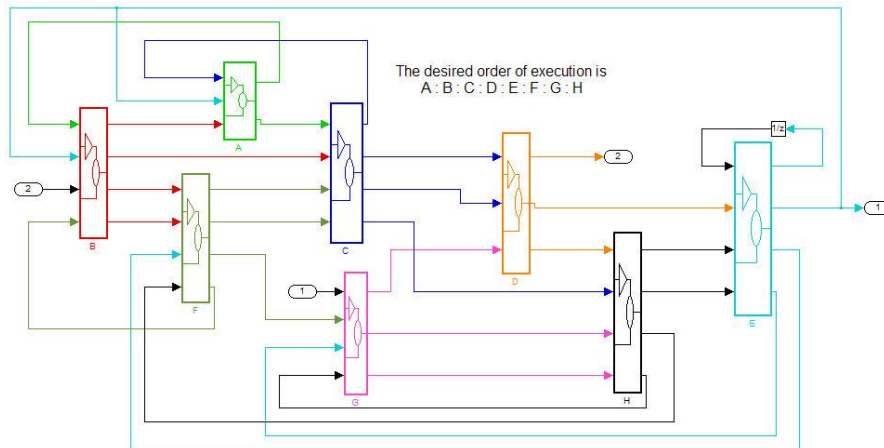 The desired order of execution is
A : B : C : D : E : F : G : H
A
1/z
B
2
C
2
D
1
E
F
1
G
H